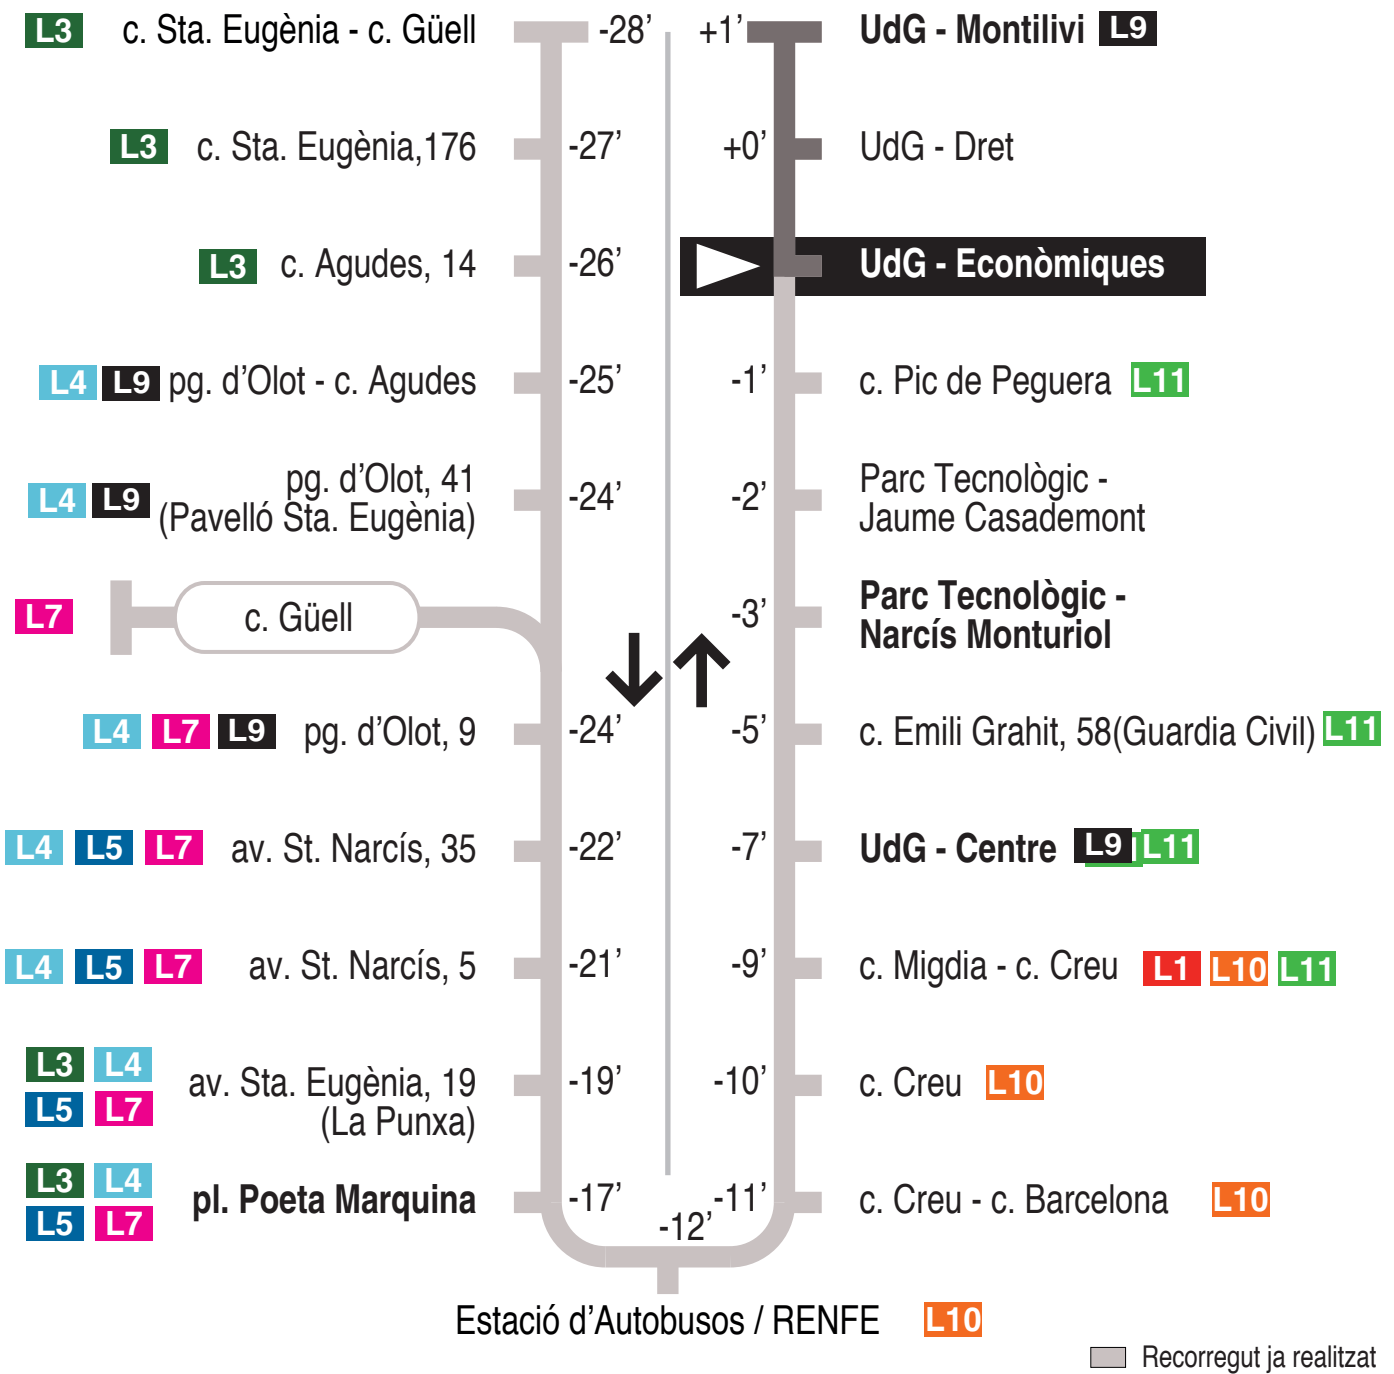 L3 c. Sta. Eugènia - c. Güell -28’ +1’ UdG - Montilivi L9
L3 c. Sta. Eugènia,176 -27’ +0’ UdG - Dret
L3 c. Agudes, 14 -26’ UdG - Econòmiques
L4 L9 pg. d’Olot - c. Agudes -25’ -1’ c. Pic de Peguera L11
L4 L9 pg. d’Olot, 41
(Pavelló Sta. Eugènia) -24’ -2’ Parc Tecnològic -
Jaume Casademont
L7 c. Güell -3’ Parc Tecnològic -
Narcís Monturiol
L4 L7 L9 pg. d’Olot, 9 -24’ -5’ c. Emili Grahit, 58(Guardia Civil) L11
L4 L5 L7 av. St. Narcís, 35 -22’ -7’ UdG - Centre L9 L11
L4 L5 L7 av. St. Narcís, 5 -21’ -9’ c. Migdia - c. Creu L1 L10 L11
L3 L4
L5 L7 av. Sta. Eugènia, 19
(La Punxa) -19’ -10’ c. Creu L10
L3 L4
L5 L7 pl. Poeta Marquina -17’ -11’ c. Creu - c. Barcelona L10
-12’
Estació d’Autobusos / RENFE L10
Recorregut ja realitzat